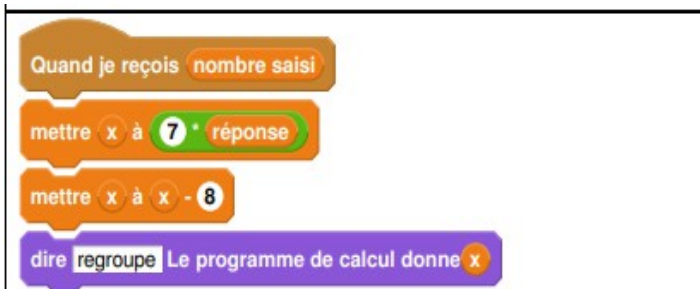 Quand je reçois nombre saisi
mettre x à 7 * réponse
mettre x à x - 8
dire regroupe Le programme de calcul donne x